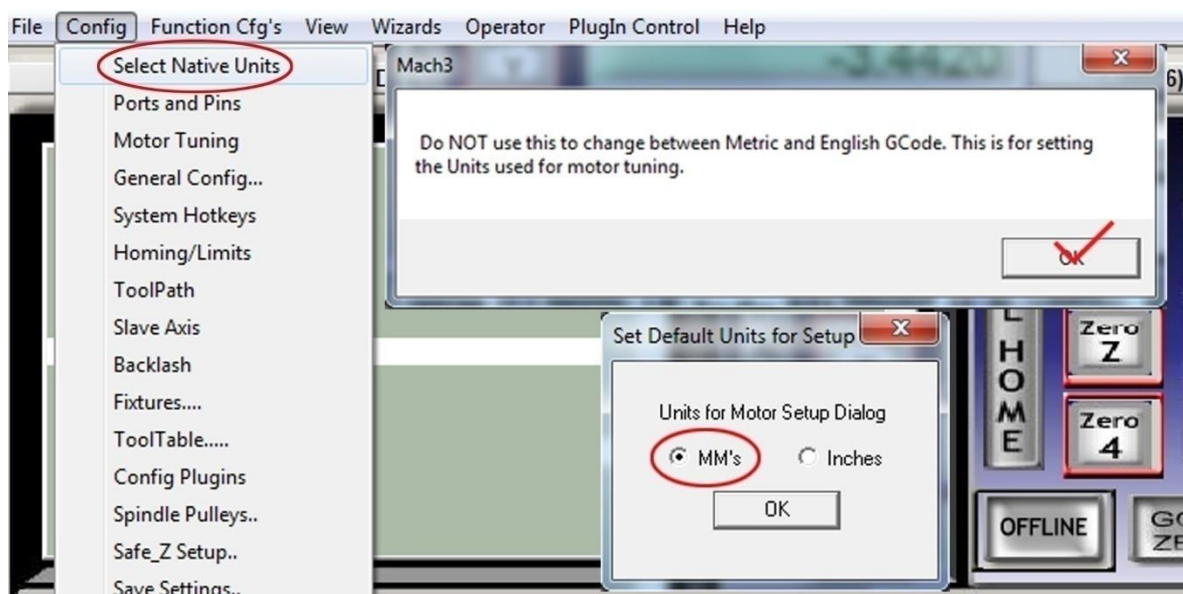 File Config Function Cfg's View Wizards Operator PlugIn Control Help
Select Native Units
Ports and Pins
Motor Tuning
General Config...
System Hotkeys
Homing/Limits
ToolPath
Slave Axis
Backlash
Fixtures....
ToolTable.....
Config Plugins
Spindle Pulleys..
Safe_Z Setup..
Save Settings..
Mach3
-3.4420
6)
Do NOT use this to change between Metric and English GCode. This is for setting
the Units used for motor tuning.
OK
Set Default Units for Setup
Units for Motor Setup Dialog
MM's Inches
OK
L
H
O
M
E
Zero
Z
Zero
4
OFFLINE